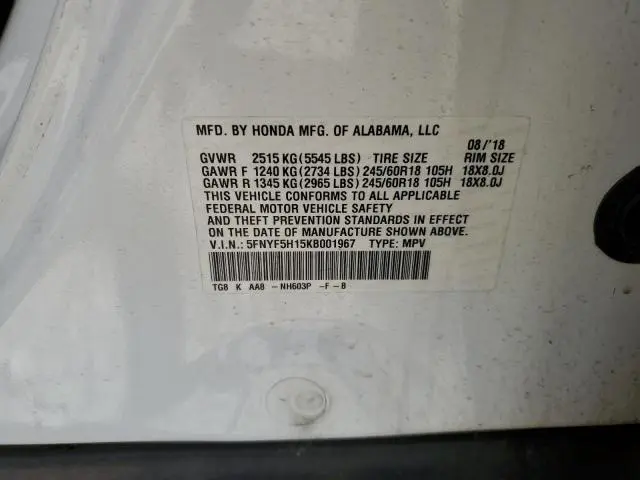 MFD. BY HONDA MFG. OF ALABAMA, LLC 08/'18
GVWR 2515 KG(5545 LBS) TIRE SIZE RIM SIZE
GAWR F 1240 KG(2734 LBS) 245/60R18 105H 18X8.0J
GAWR R 1345 KG(2965 LBS) 245/60R18 105H 18X8.0J
THIS VEHICLE CONFORMS TO ALL APPLICABLE
FEDERAL MOTOR VEHICLE SAFETY
AND THEFT PREVENTION STANDARDS IN EFFECT
ON THE DATE OF MANUFACTURE SHOWN ABOVE.
V.I.N.: 5FNYF5H15KB001967 TYPE: MPV
TG8 K AA8 -NH603P -F-B